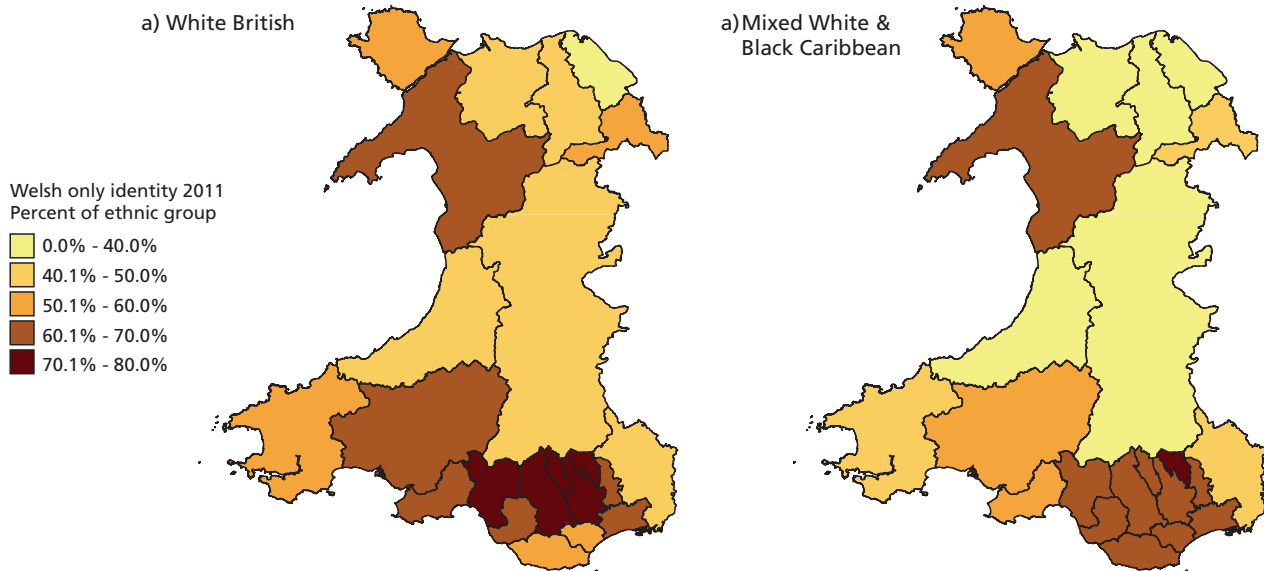 a) White British
a) Mixed White &
Black Caribbean
Welsh only identity 2011
Percent of ethnic group
0.0% - 40.0%
40.1% - 50.0%
50.1% - 60.0%
60.1% - 70.0%
70.1% - 80.0%